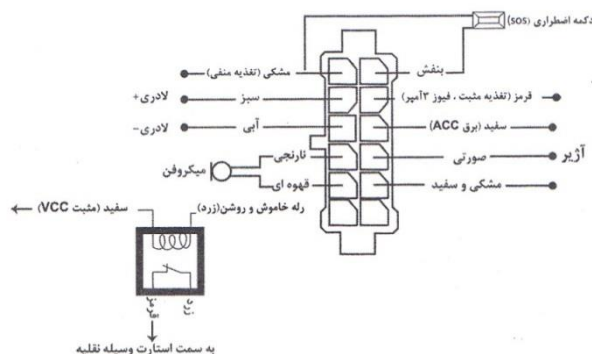 دکمه اضطراری (SOS)
مشکی (تغذیه منفی)
بنفش
سبز
لادری+
قرمز (تغذیه مثبت ، فیوز ۳آمپر)
آبی
لادری-
سفید (برق ACC)
نارنجی
میکروفن
قهوه ای
صورتی
آژیر
مشکی و سفید
سفید (مثبت VCC)
رله خاموش و روشن(زرد)
قرمز
زرد
به سمت استارت وسیله نقلیه